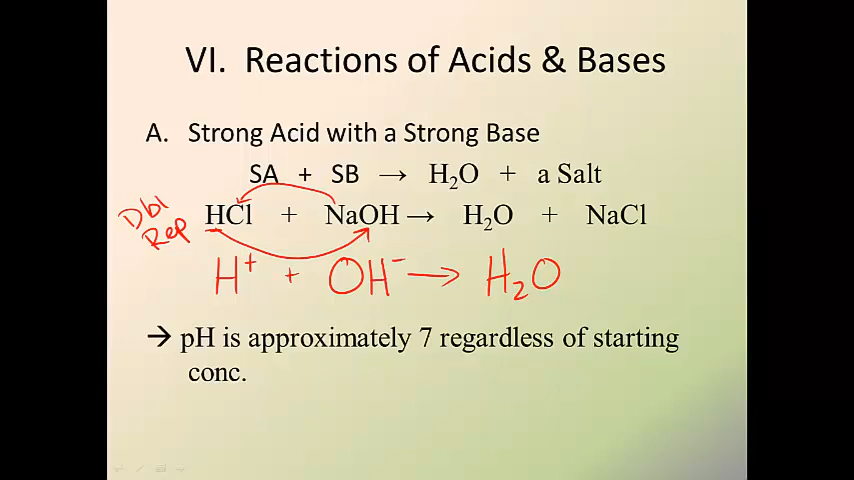 VI. Reactions of Acids & Bases
A. Strong Acid with a Strong Base
SA + SB → H₂O + a Salt
Dbl
Rep
HCl + NaOH → H₂O + NaCl
H⁺ + OH⁻ → H₂O
→ pH is approximately 7 regardless of starting
conc.